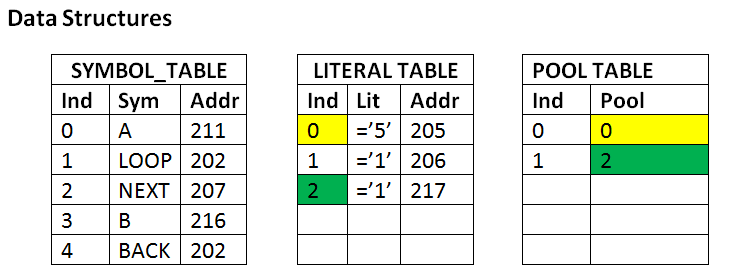 Data Structures
SYMBOL_TABLE LITERAL TABLE POOL TABLE
Ind Sym Addr Ind Lit Addr Ind Pool
0 A 211 0 =’5’ 205 0 0
1 LOOP 202 1 =’1’ 206 1 2
2 NEXT 207 2 =’1’ 217
3 B 216
4 BACK 202